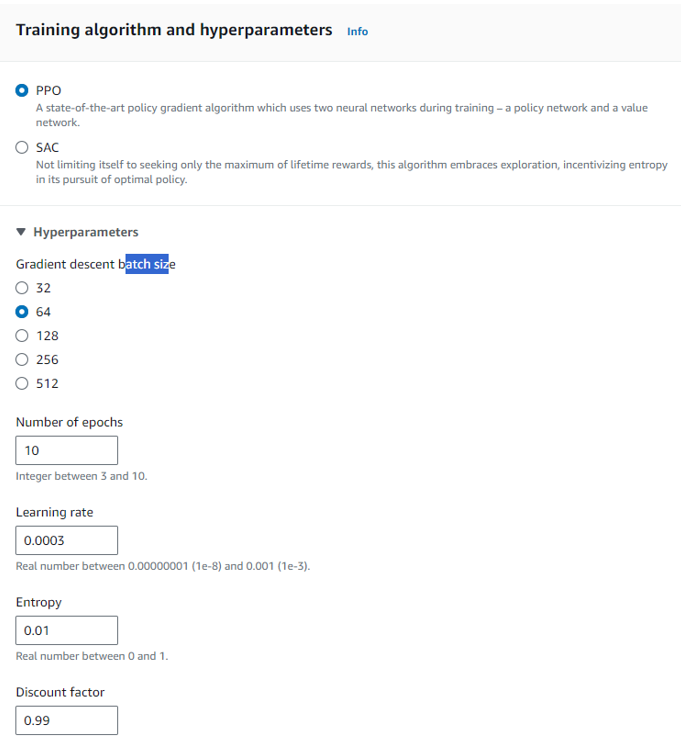 Training algorithm and hyperparameters Info
PPO
A state-of-the-art policy gradient algorithm which uses two neural networks during training – a policy network and a value
network.
SAC
Not limiting itself to seeking only the maximum of lifetime rewards, this algorithm embraces exploration, incentivizing entropy
in its pursuit of optimal policy.
Hyperparameters
Gradient descent batch size
32
64
128
256
512
Number of epochs
10
Integer between 3 and 10.
Learning rate
0.0003
Real number between 0.00000001 (1e-8) and 0.001 (1e-3).
Entropy
0.01
Real number between 0 and 1.
Discount factor
0.99